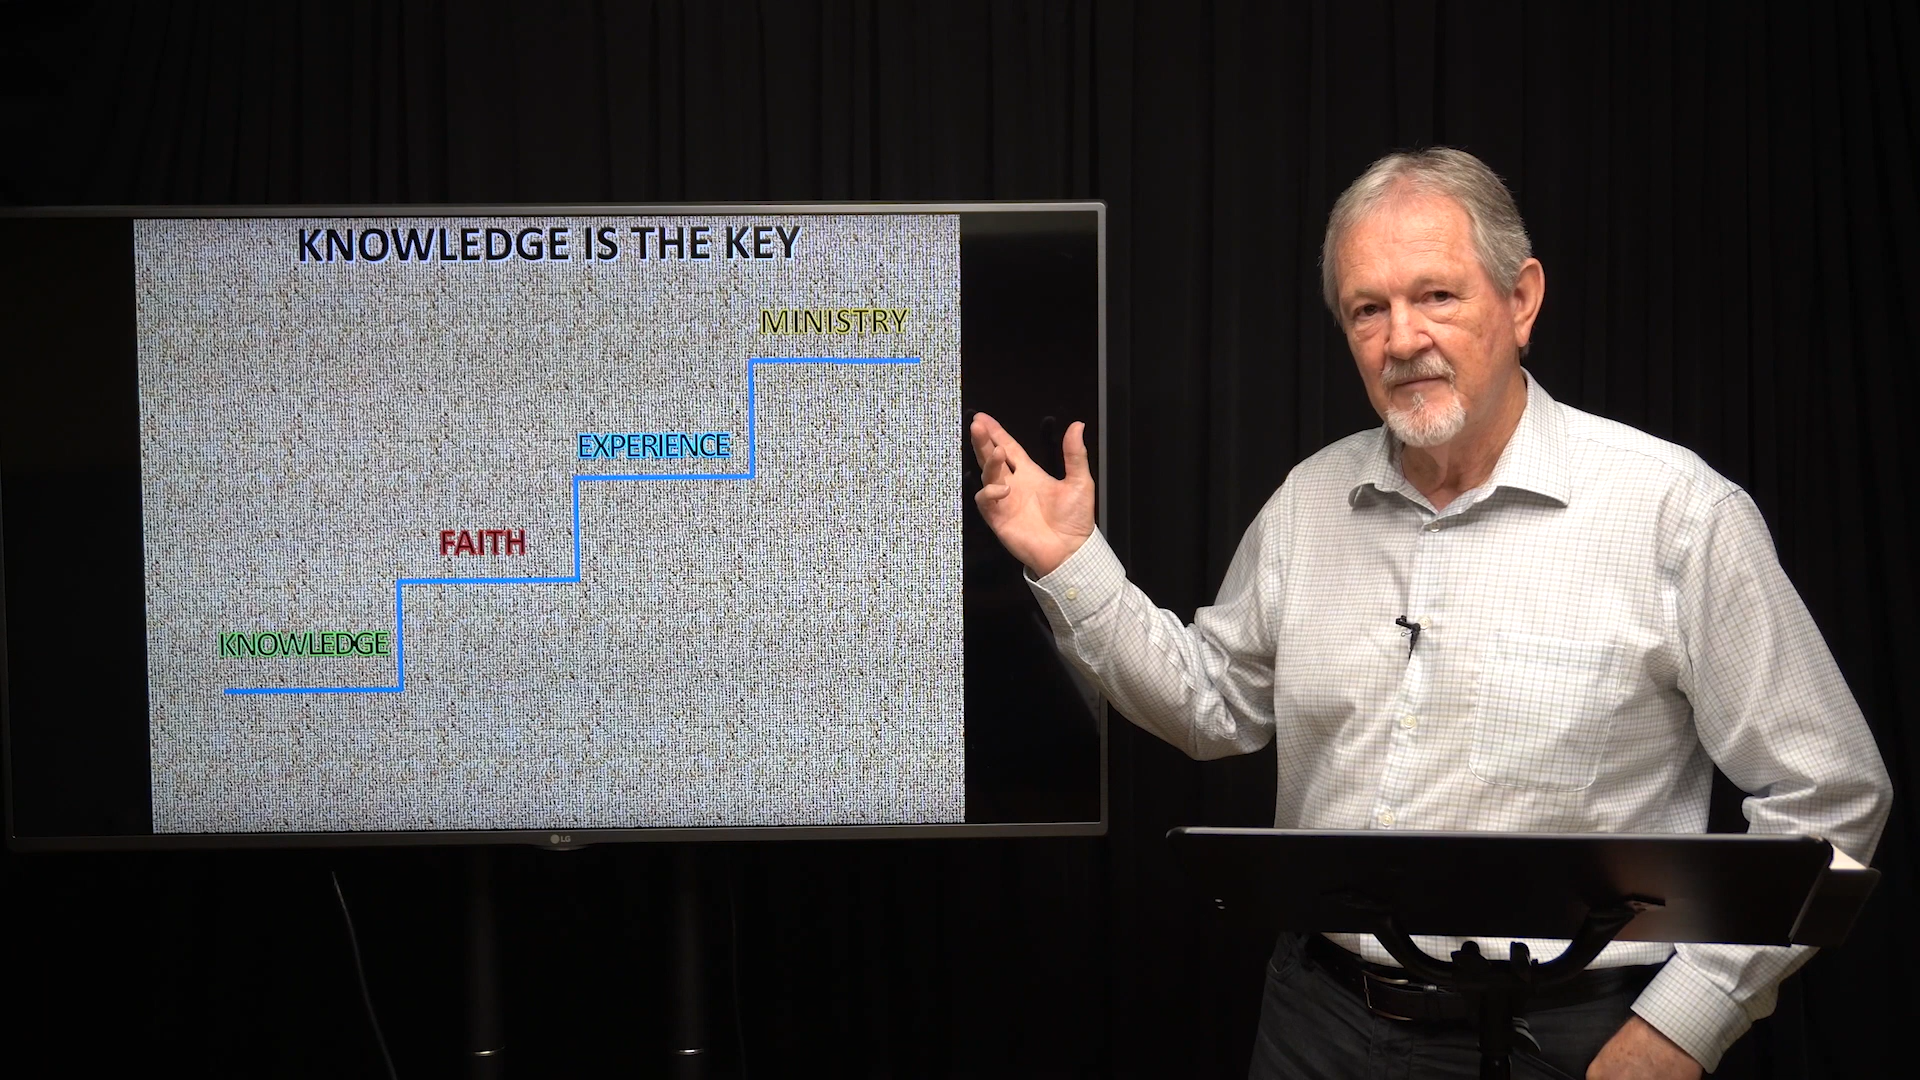 KNOWLEDGE IS THE KEY
MINISTRY
EXPERIENCE
FAITH
KNOWLEDGE
LG